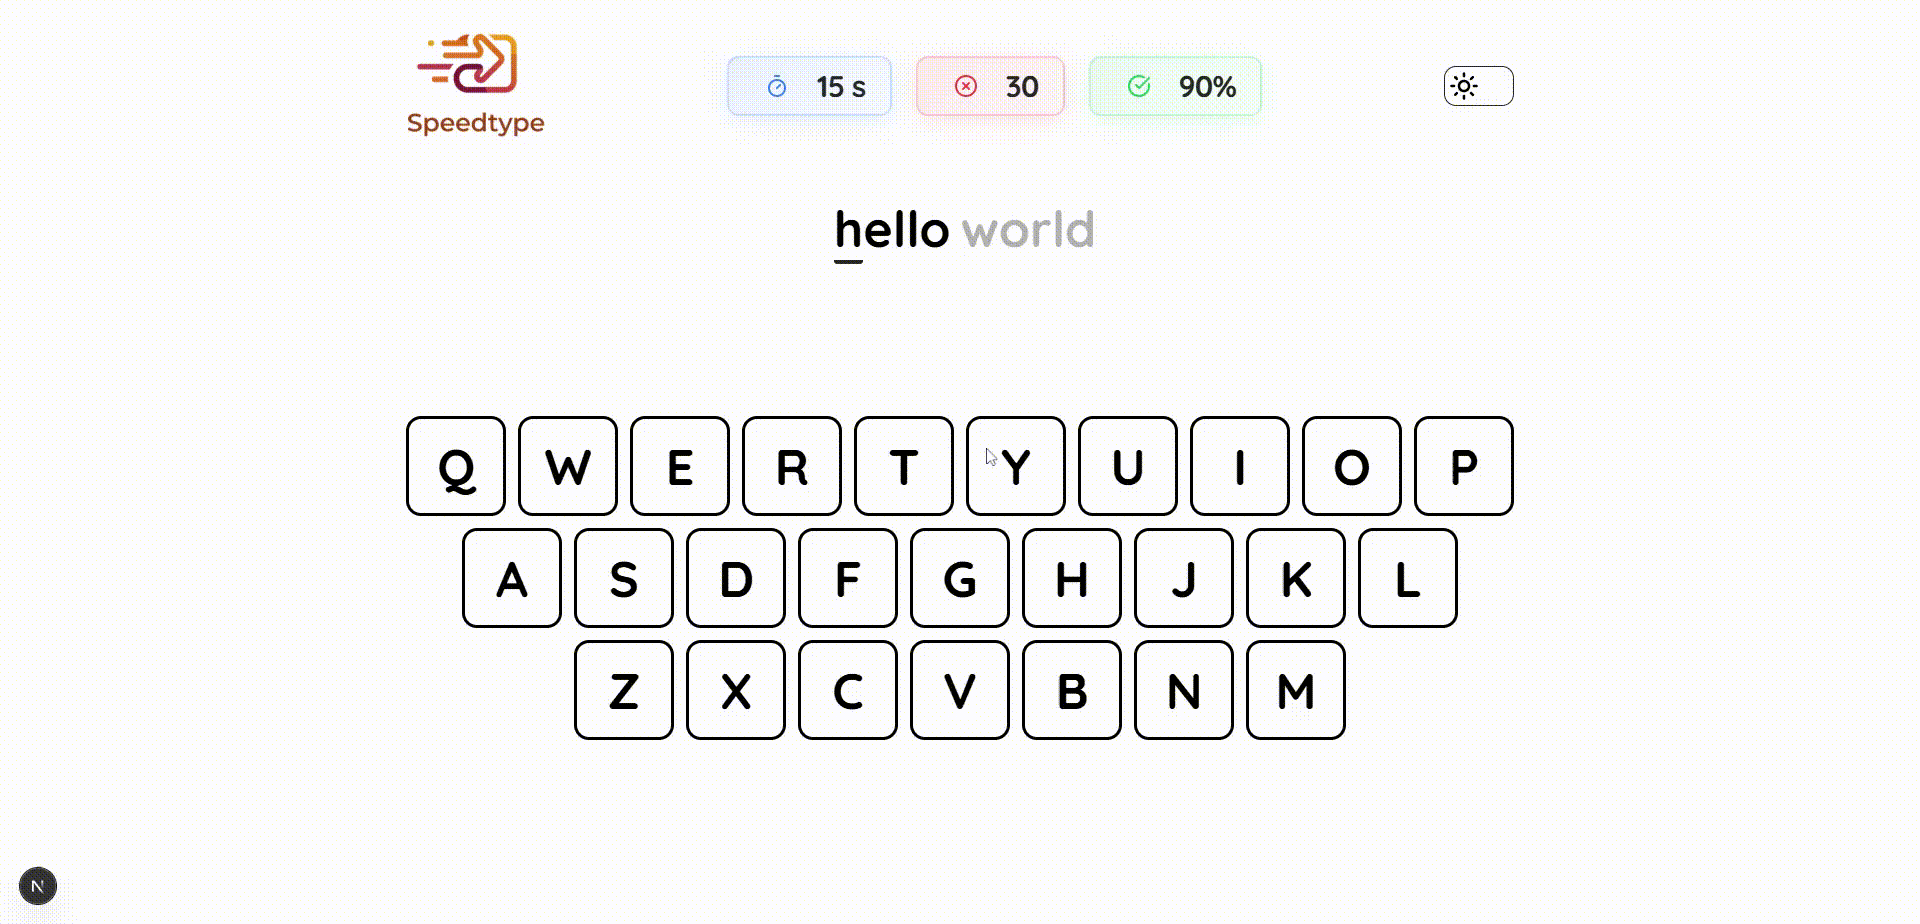 Speedtype
15 s
30
90%
hello world
Q W E R T Y U I O P
A S D F G H J K L
Z X C V B N M
N